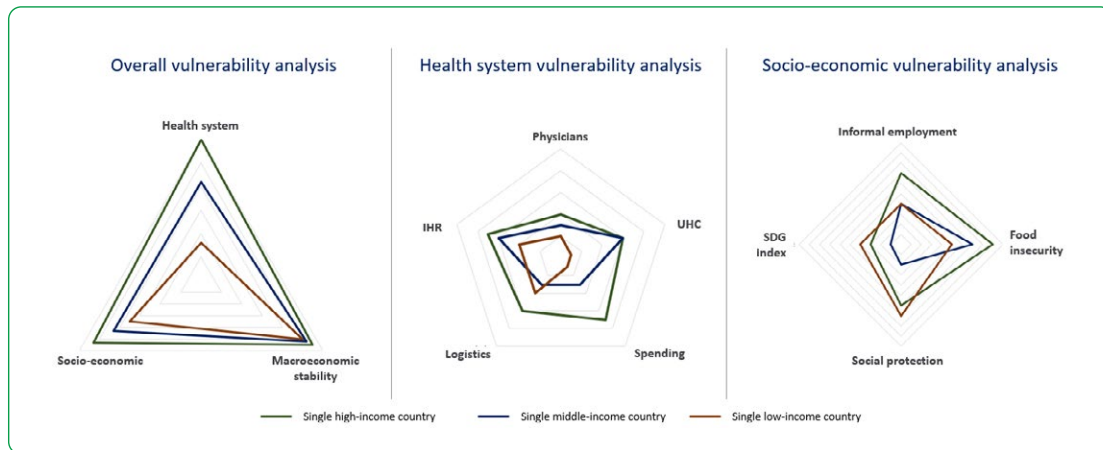 Overall vulnerability analysis
Health system
Socio-economic
Macroeconomic
stability
Health system vulnerability analysis
Physicians
IHR
UHC
Logistics
Spending
Socio-economic vulnerability analysis
Informal employment
SDG
Index
Food
insecurity
Social protection
Single high-income country
Single middle-income country
Single low-income country